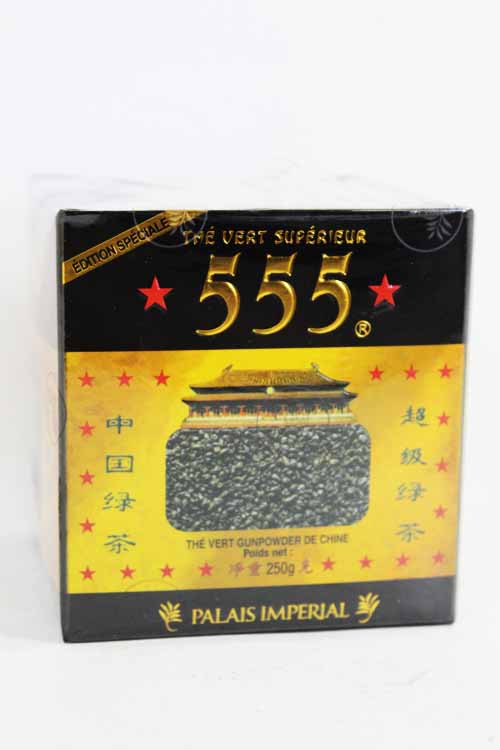 ÉDITION SPÉCIALE
THÉ VERT SUPÉRIEUR
555®
中国绿茶
超级绿茶
THÉ VERT GUNPOWDER DE CHINE
Poids net :
净重 250g 克
PALAIS IMPERIAL